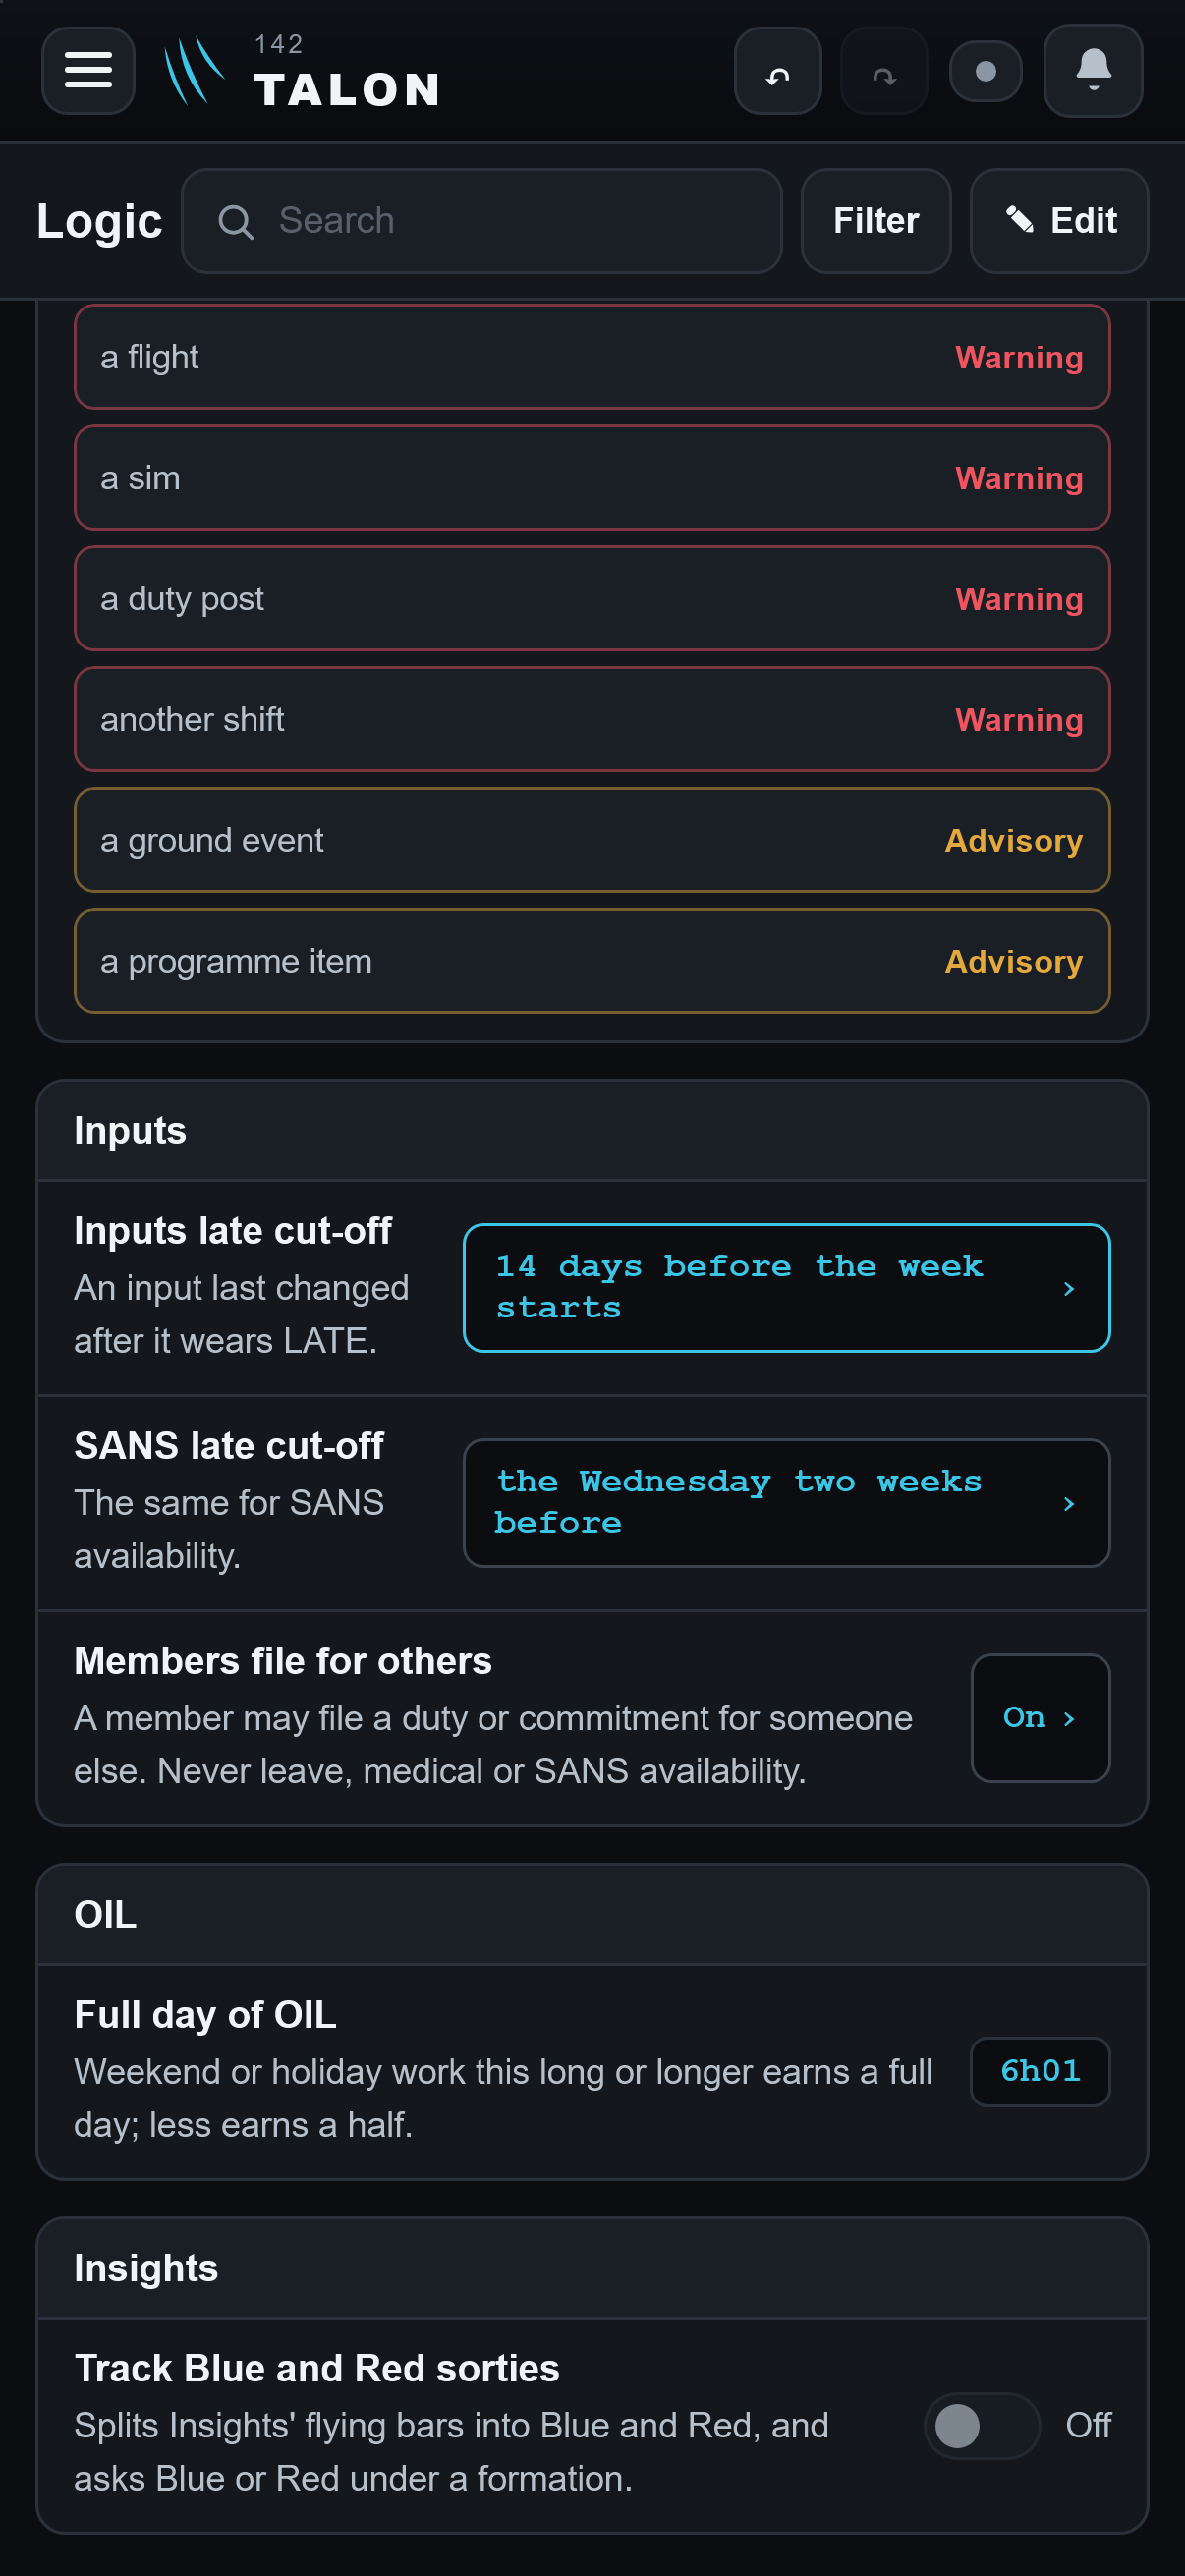 142
TALON
Logic
Search
Filter
Edit
a flight
Warning
a sim
Warning
a duty post
Warning
another shift
Warning
a ground event
Advisory
a programme item
Advisory
Inputs
Inputs late cut-off
An input last changed
after it wears LATE.
14 days before the week
starts
SANS late cut-off
The same for SANS
availability.
the Wednesday two weeks
before
Members file for others
A member may file a duty or commitment for someone
else. Never leave, medical or SANS availability.
On
OIL
Full day of OIL
Weekend or holiday work this long or longer earns a full
day; less earns a half.
6h01
Insights
Track Blue and Red sorties
Splits Insights' flying bars into Blue and Red, and
asks Blue or Red under a formation.
Off